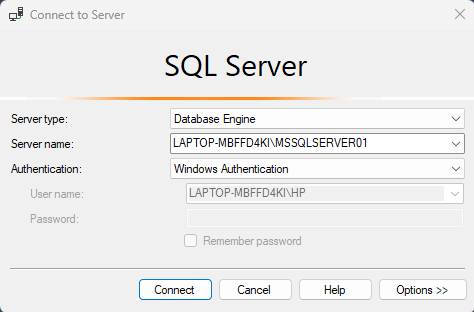 Connect to Server
SQL Server
Server type: Database Engine
Server name: LAPTOP-MBFFD4KI\MSSQLSERVER01
Authentication: Windows Authentication
User name: LAPTOP-MBFFD4KI\HP
Password:
Remember password
Connect Cancel Help Options >>